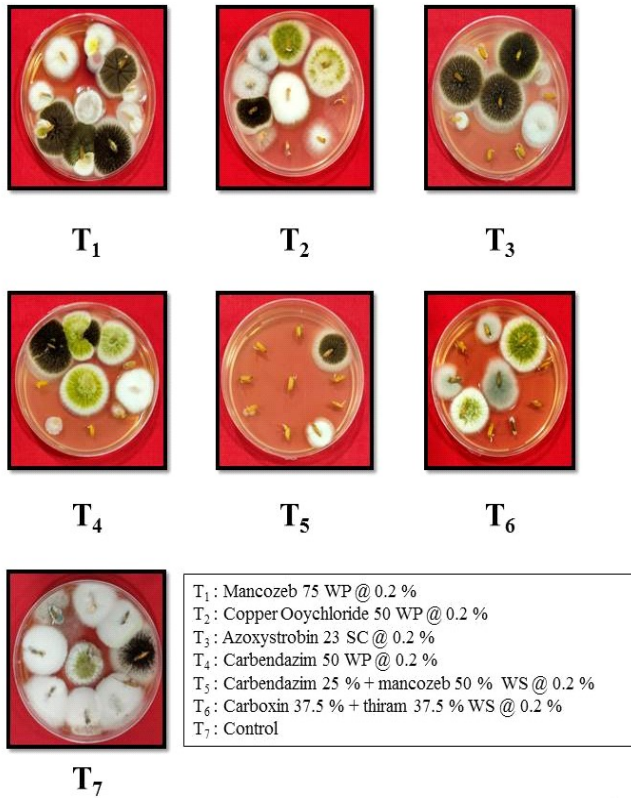 T₁ T₂ T₃
T₄ T₅ T₆
T₇
T₁ : Mancozeb 75 WP @ 0.2 %
T₂ : Copper Ooychloride 50 WP @ 0.2 %
T₃ : Azoxystrobin 23 SC @ 0.2 %
T₄ : Carbendazim 50 WP @ 0.2 %
T₅ : Carbendazim 25 % + mancozeb 50 % WS @ 0.2 %
T₆ : Carboxin 37.5 % + thiram 37.5 % WS @ 0.2 %
T₇ : Control